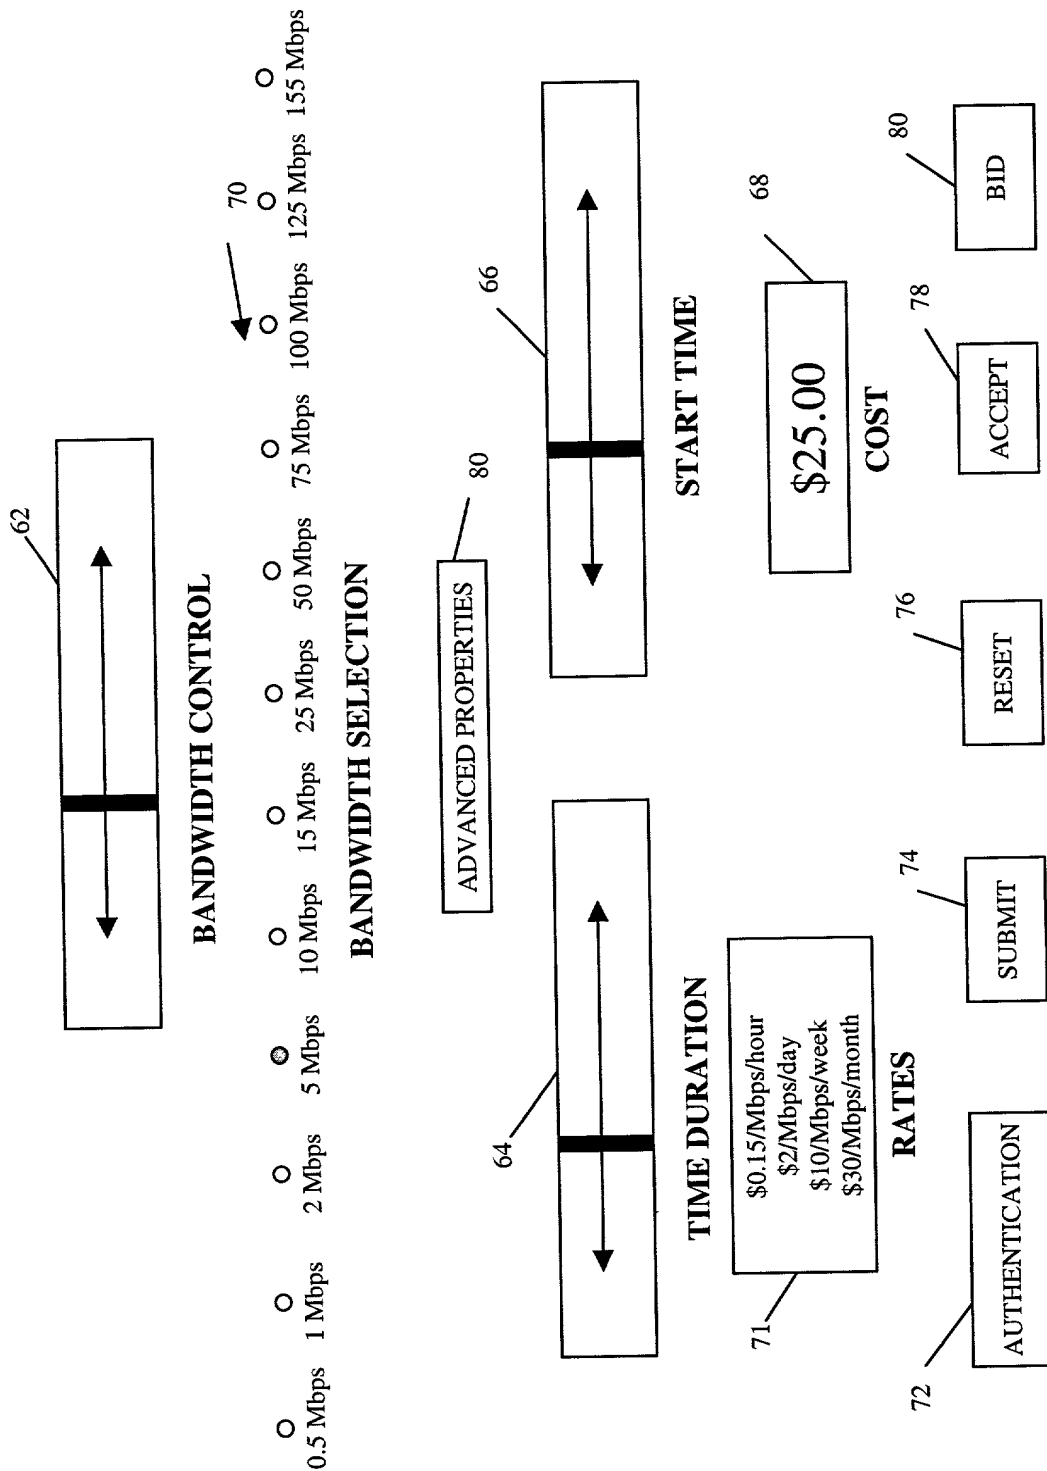 62
BANDWIDTH CONTROL
70
0.5 Mbps 1 Mbps 2 Mbps 5 Mbps 10 Mbps 15 Mbps 25 Mbps 50 Mbps 75 Mbps 100 Mbps 125 Mbps 155 Mbps
BANDWIDTH SELECTION
ADVANCED PROPERTIES
80
64
66
TIME DURATION
START TIME
71
$0.15/Mbps/hour
$2/Mbps/day
$10/Mbps/week
$30/Mbps/month
RATES
68
$25.00
COST
72
AUTHENTICATION
74
SUBMIT
76
RESET
78
ACCEPT
80
BID